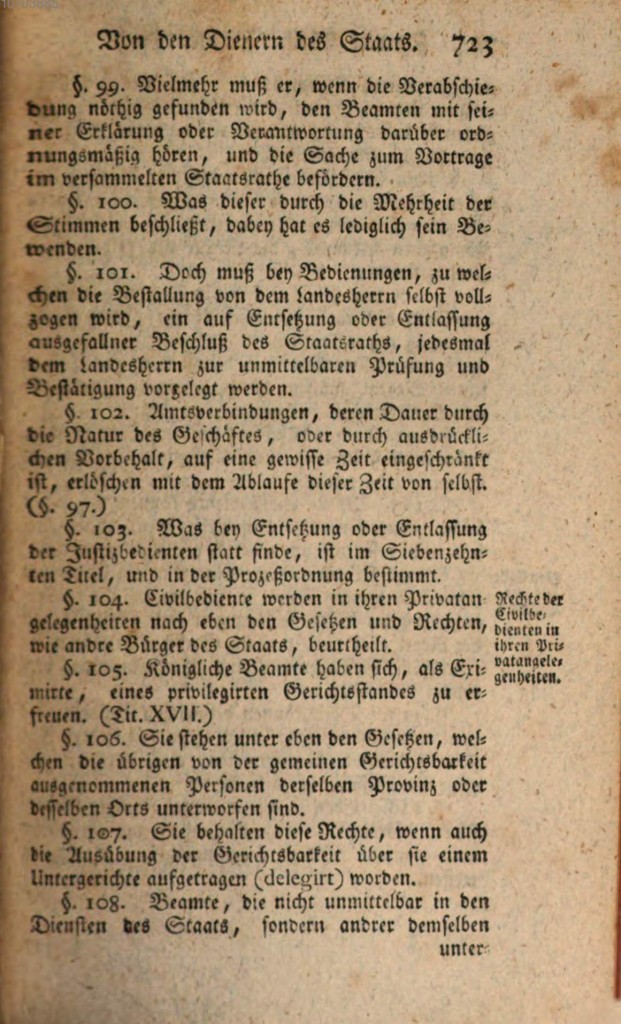 Von den Dienern des Staats. 723
§. 99. Vielmehr muß er, wenn die Verabschie-
dung nöthig gefunden wird, den Beamten mit sei-
ner Erklärung oder Verantwortung darüber ord-
nungsmäßig hören, und die Sache zum Vortrage
im versammelten Staatsrathe befördern.
§. 100. Was dieser durch die Mehrheit der
Stimmen beschließt, dabey hat es lediglich sein Be-
wenden.
§. 101. Doch muß bey Bedienungen, zu wel-
chen die Bestallung von dem Landesherrn selbst voll-
zogen wird, ein auf Entsetzung oder Entlassung
ausgefallner Beschluß des Staatsraths, jedesmal
dem Landesherrn zur unmittelbaren Prüfung und
Bestätigung vorgelegt werden.
§. 102. Amtsverbindungen, deren Dauer durch
die Natur des Geschäftes, oder durch ausdrückli-
chen Vorbehalt, auf eine gewisse Zeit eingeschränkt
ist, erlöschen mit dem Ablaufe dieser Zeit von selbst.
(§. 97.)
§. 103. Was bey Entsetzung oder Entlassung
der Justizbedienten statt finde, ist im Siebenzehn-
ten Titel, und in der Prozeßordnung bestimmt.
§. 104. Civilbediente werden in ihren Privatan
gelegenheiten nach eben den Gesetzen und Rechten,
wie andre Bürger des Staats, beurtheilt.
Rechte der
Civilbe-
dienten in
ihren Pri-
vatangele-
genheiten.
§. 105. Königliche Beamte haben sich, als Exi-
mirte, eines privilegirten Gerichtsstandes zu er-
freuen. (Tit. XVII.)
§. 106. Sie stehen unter eben den Gesetzen, wel-
chen die übrigen von der gemeinen Gerichtsbarkeit
ausgenommenen Personen derselben Provinz oder
desselben Orts unterworfen sind.
§. 107. Sie behalten diese Rechte, wenn auch
die Ausübung der Gerichtsbarkeit über sie einem
Untergerichte aufgetragen (delegirt) worden.
§. 108. Beamte, die nicht unmittelbar in den
Diensten des Staats, sondern andrer demselben
unter-